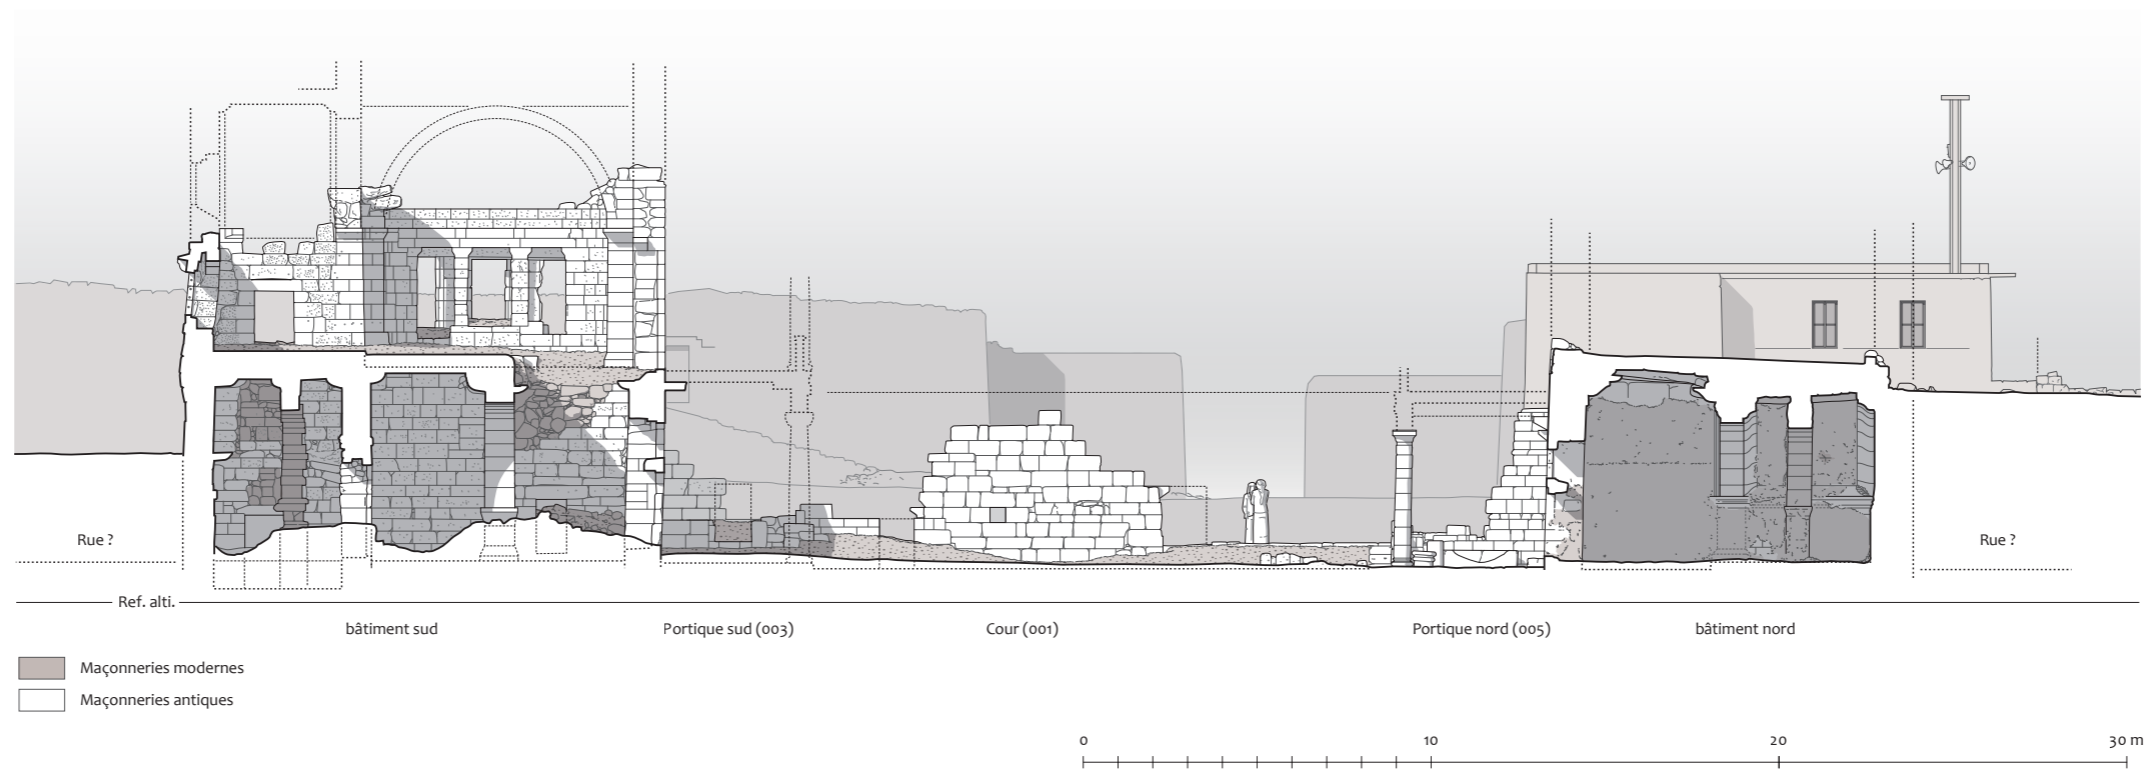 Rue ?
Rue ?
Ref. alti.
bâtiment sud
Portique sud (003)
Cour (001)
Portique nord (005)
bâtiment nord
Maçonneries modernes
Maçonneries antiques
0
10
20
30 m